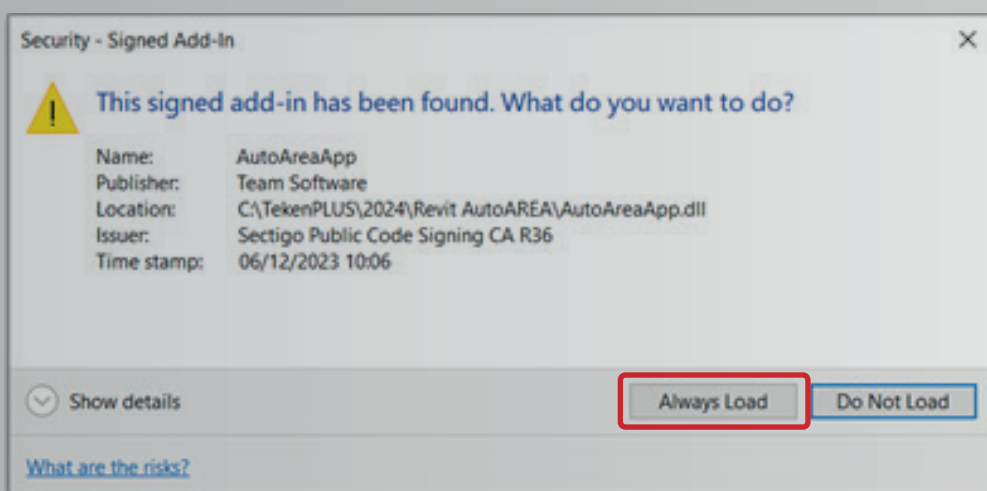 Security - Signed Add-In
This signed add-in has been found. What do you want to do?
Name: AutoAreaApp
Publisher: Team Software
Location: C:\TekenPLUS\2024\Revit AutoAREA\AutoAreaApp.dll
Issuer: Sectigo Public Code Signing CA R36
Time stamp: 06/12/2023 10:06
Show details
Always Load
Do Not Load
What are the risks?